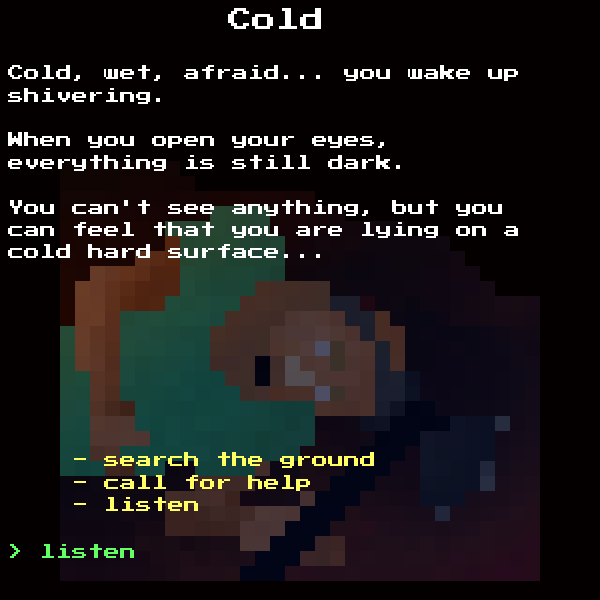 Cold
Cold, wet, afraid... you wake up
shivering.
When you open your eyes,
everything is still dark.
You can't see anything, but you
can feel that you are lying on a
cold hard surface...
- search the ground
- call for help
- listen
> listen